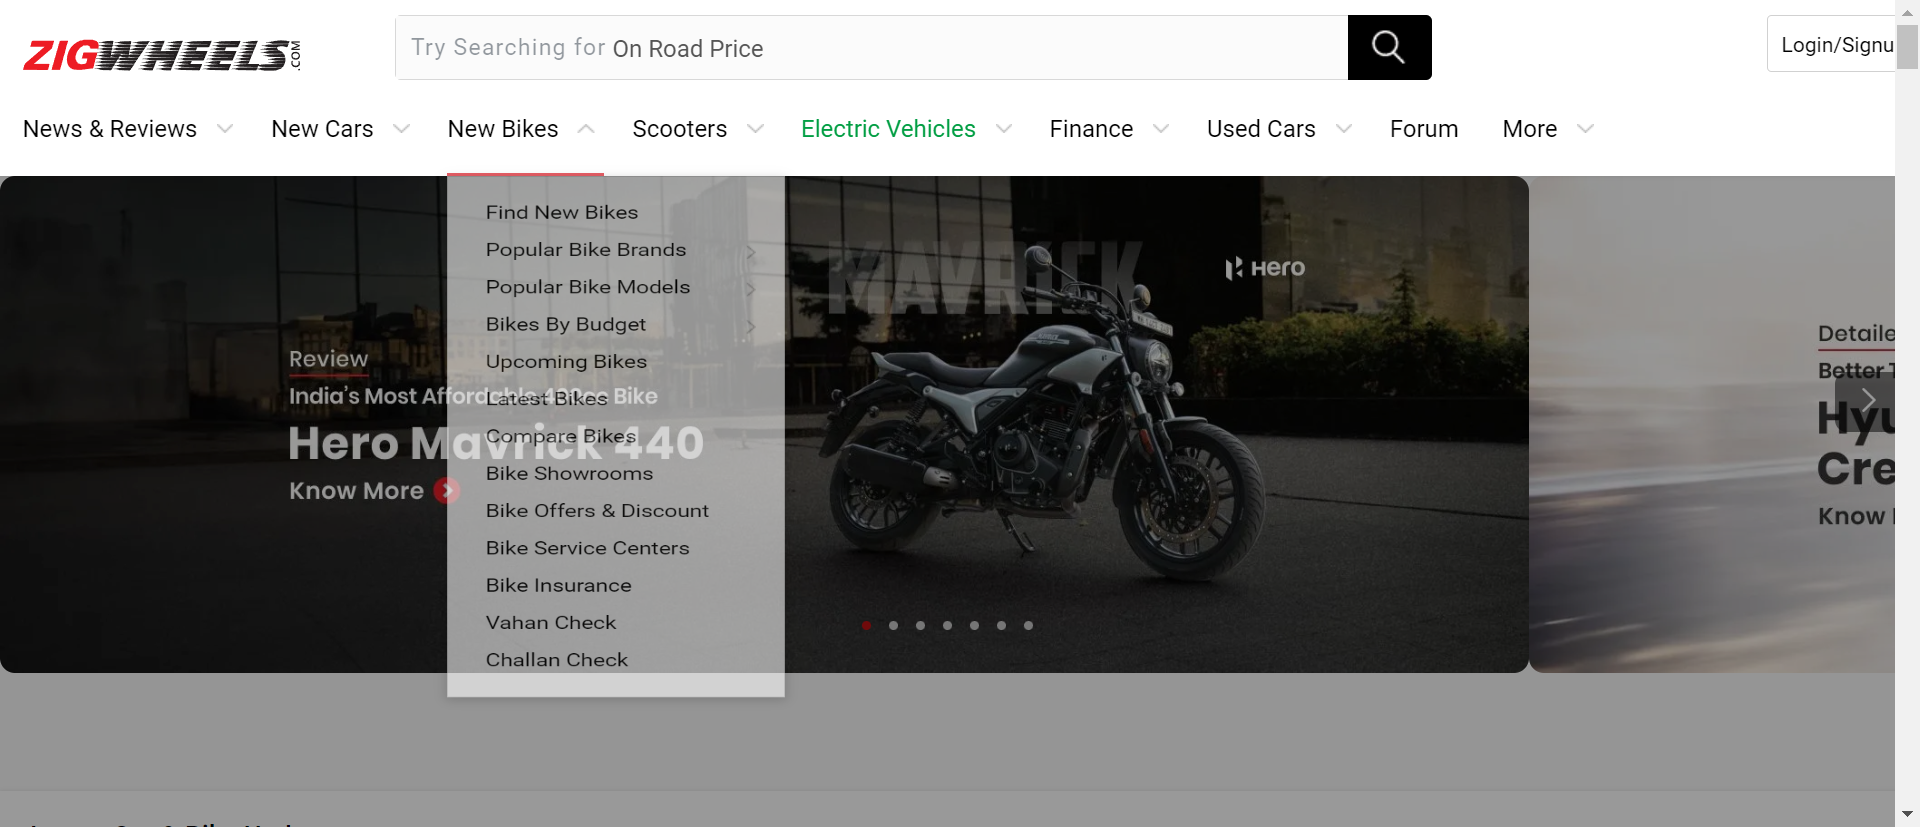 ZIGWHEELS.COM
Try Searching for On Road Price
Login/Signu
News & Reviews
New Cars
New Bikes
Scooters
Electric Vehicles
Finance
Used Cars
Forum
More
Find New Bikes
Popular Bike Brands
Popular Bike Models
Bikes By Budget
Upcoming Bikes
Latest Bikes
Compare Bikes
Bike Showrooms
Bike Offers & Discount
Bike Service Centers
Bike Insurance
Vahan Check
Challan Check
Review
India's Most Affordable 440cc Bike
Hero Mavrick 440
Know More
MAVRICK
Hero
Detaile
Better T
Hyu
Cre
Know